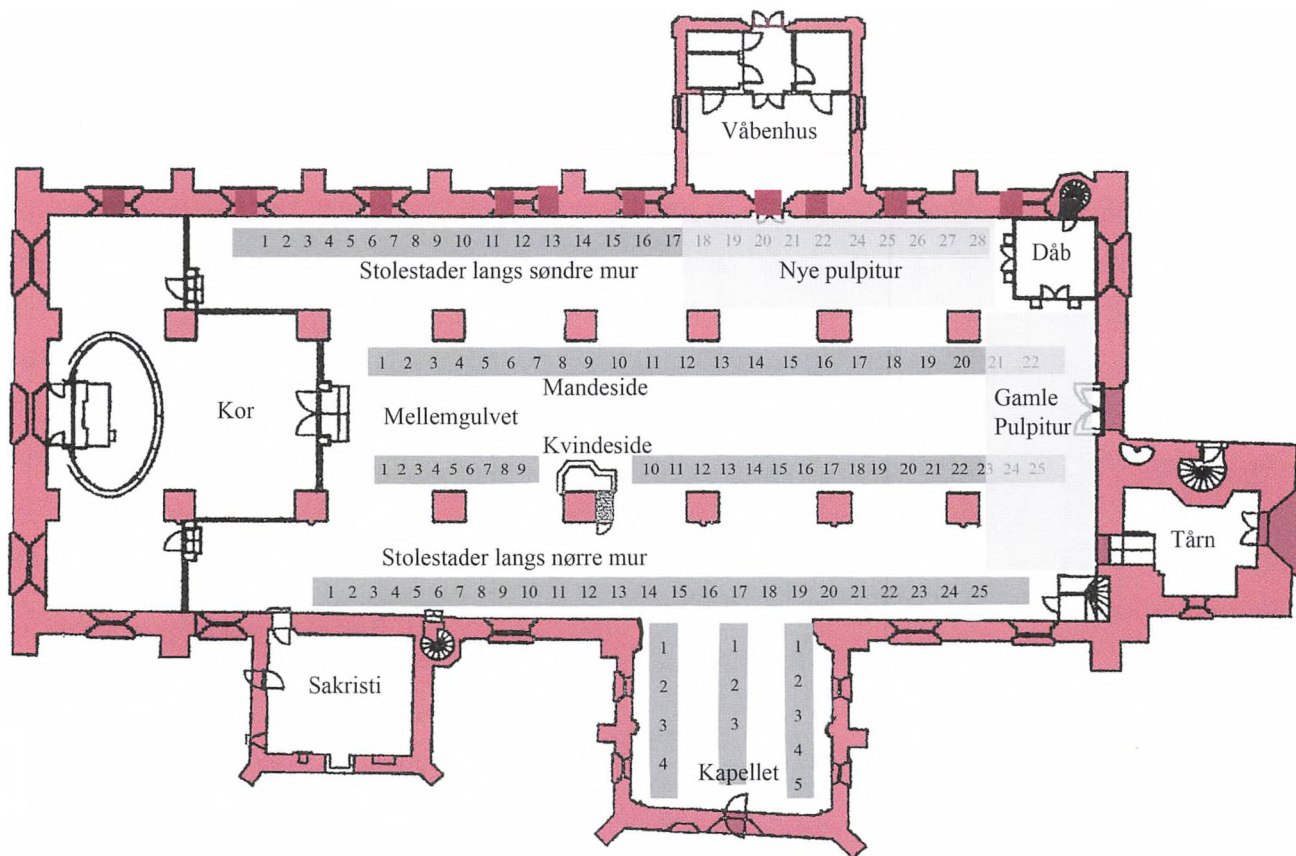 Våbenhus
1 2 3 4 5 6 7 8 9 10 11 12 13 14 15 16 17 18 19 20 21 22 24 25 26 27 28
Stolestader langs søndre mur
Nye pulpitur
Dåb
1 2 3 4 5 6 7 8 9 10 11 12 13 14 15 16 17 18 19 20 21 22
Mandeside
Kor
Mellemgulvet
Gamle
Pulpitur
Kvindeside
1 2 3 4 5 6 7 8 9 10 11 12 13 14 15 16 17 18 19 20 21 22 23 24 25
Stolestader langs nørre mur
Tårn
1 2 3 4 5 6 7 8 9 10 11 12 13 14 15 16 17 18 19 20 21 22 23 24 25
1 1 1
2 2 2
3 3 3
4 4
5
Sakristi
Kapellet